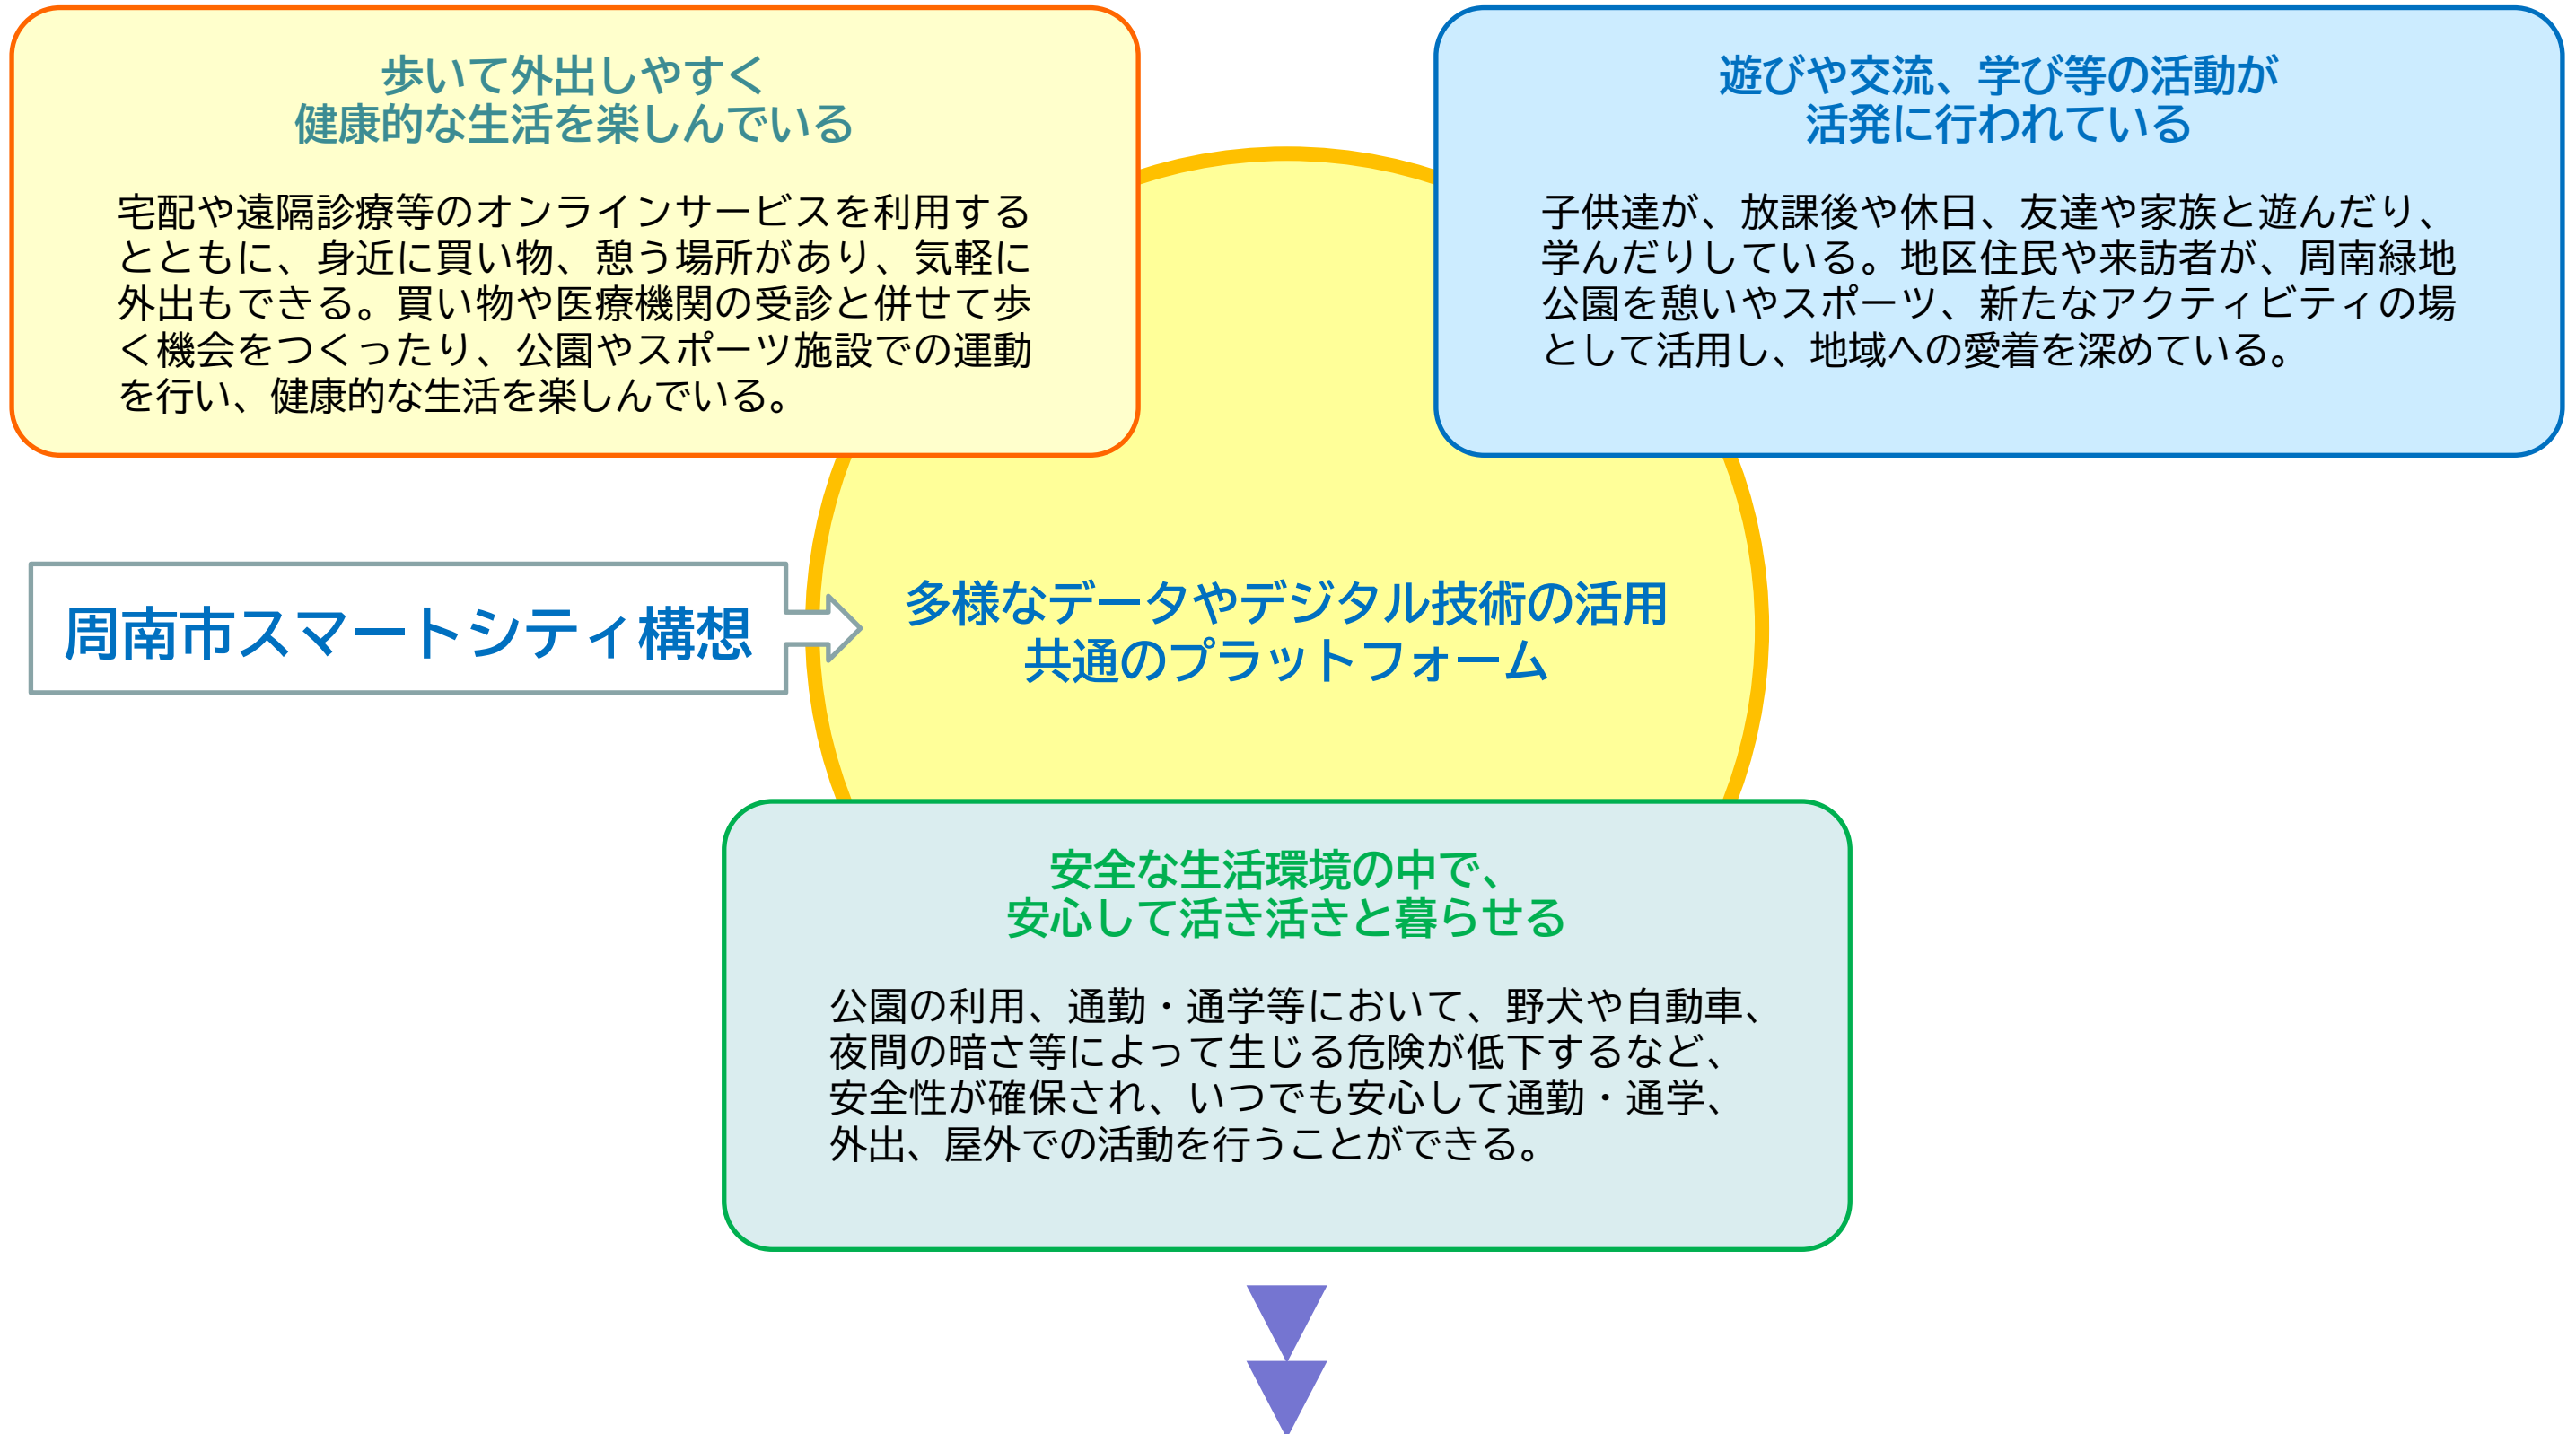 歩いて外出しやすく
健康的な生活を楽しんでいる
宅配や遠隔診療等のオンラインサービスを利用する
とともに、身近に買い物、憩う場所があり、気軽に
外出もできる。買い物や医療機関の受診と併せて歩
く機会をつくったり、公園やスポーツ施設での運動
を行い、健康的な生活を楽しんでいる。
遊びや交流、学び等の活動が
活発に行われている
子供達が、放課後や休日、友達や家族と遊んだり、
学んだりしている。地区住民や来訪者が、周南緑地
公園を憩いやスポーツ、新たなアクティビティの場
として活用し、地域への愛着を深めている。
周南市スマートシティ構想
多様なデータやデジタル技術の活用
共通のプラットフォーム
安全な生活環境の中で、
安心して活き活きと暮らせる
公園の利用、通勤・通学等において、野犬や自動車、
夜間の暗さ等によって生じる危険が低下するなど、
安全性が確保され、いつでも安心して通勤・通学、
外出、屋外での活動を行うことができる。